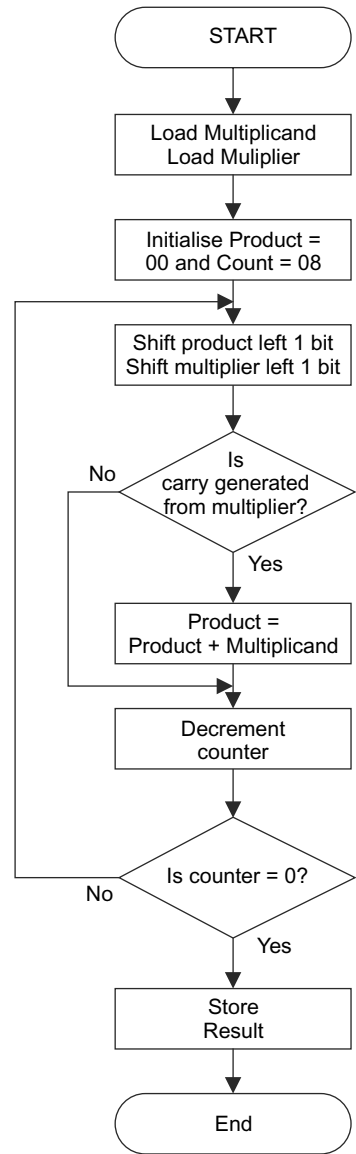 START
Load Multiplicand
Load Muliplier
Initialise Product =
00 and Count = 08
Shift product left 1 bit
Shift multiplier left 1 bit
Is
carry generated
from multiplier?
No
Yes
Product =
Product + Multiplicand
Decrement
counter
Is counter = 0?
No
Yes
Store
Result
End